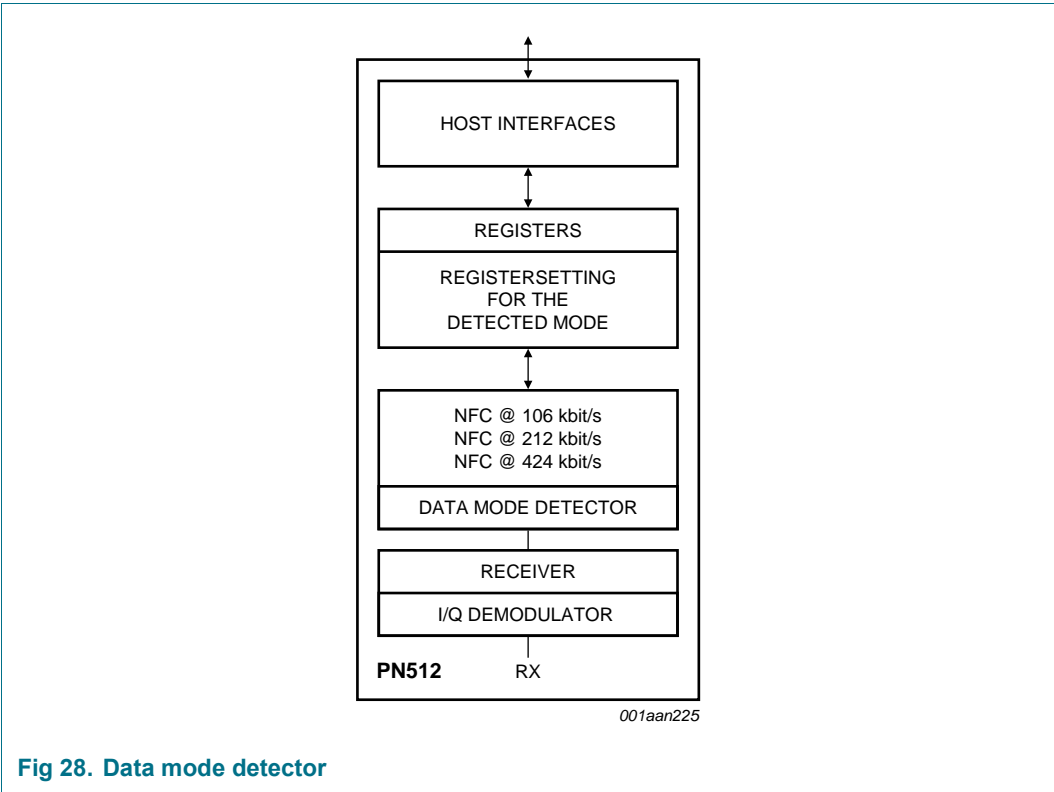 HOST INTERFACES
REGISTERS
REGISTERSETTING
FOR THE
DETECTED MODE
NFC @ 106 kbit/s
NFC @ 212 kbit/s
NFC @ 424 kbit/s
DATA MODE DETECTOR
RECEIVER
I/Q DEMODULATOR
PN512 RX
001aan225
Fig 28. Data mode detector